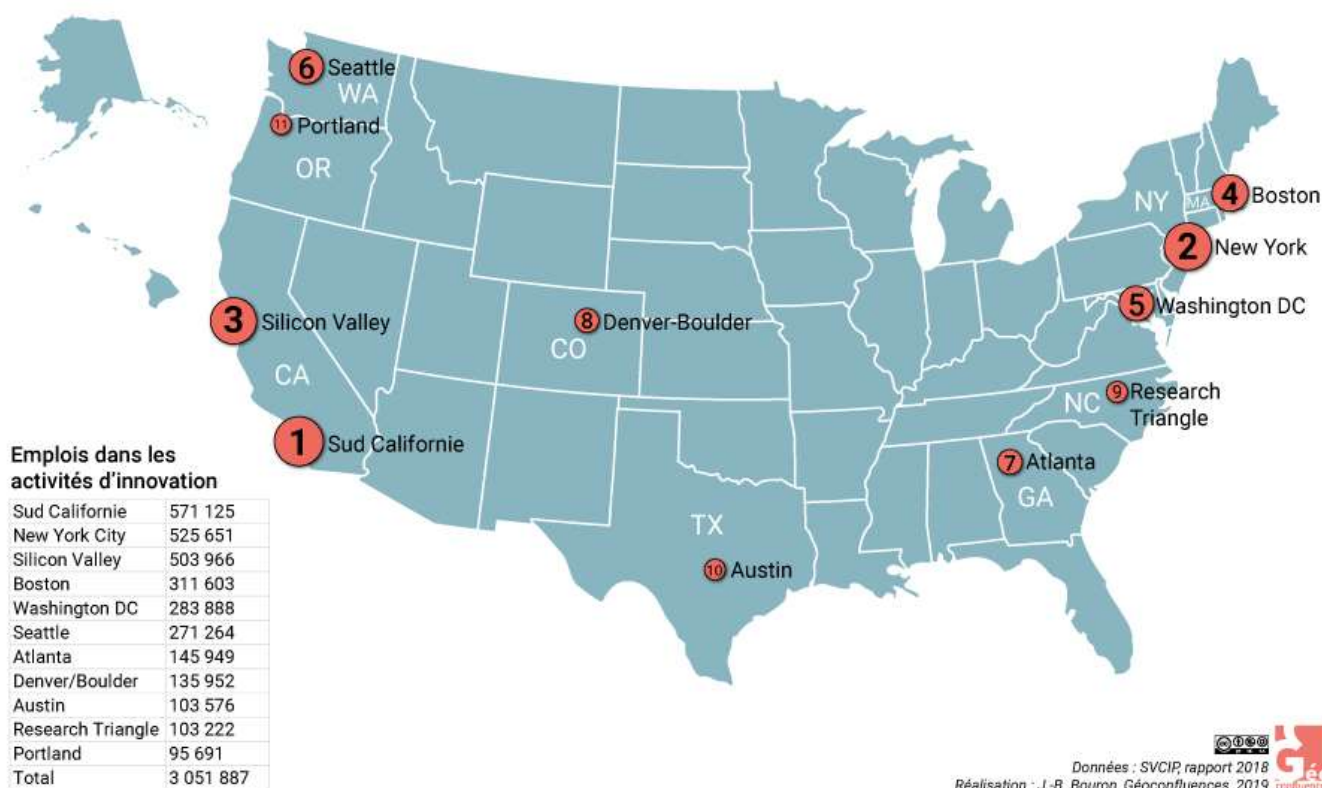 6 Seattle
WA
11 Portland
OR
NY
MA
4 Boston
2 New York
3 Silicon Valley
8 Denver-Boulder
CO
5 Washington DC
CA
9 Research
Triangle
NC
1 Sud Californie
7 Atlanta
GA
TX
10 Austin
Emplois dans les
activités d'innovation
Sud Californie 571 125
New York City 525 651
Silicon Valley 503 966
Boston 311 603
Washington DC 283 888
Seattle 271 264
Atlanta 145 949
Denver/Boulder 135 952
Austin 103 576
Research Triangle 103 222
Portland 95 691
Total 3 051 887
Données : SVCIP, rapport 2018
Réalisation : J.-B. Bouron, Géoconfluences, 2019